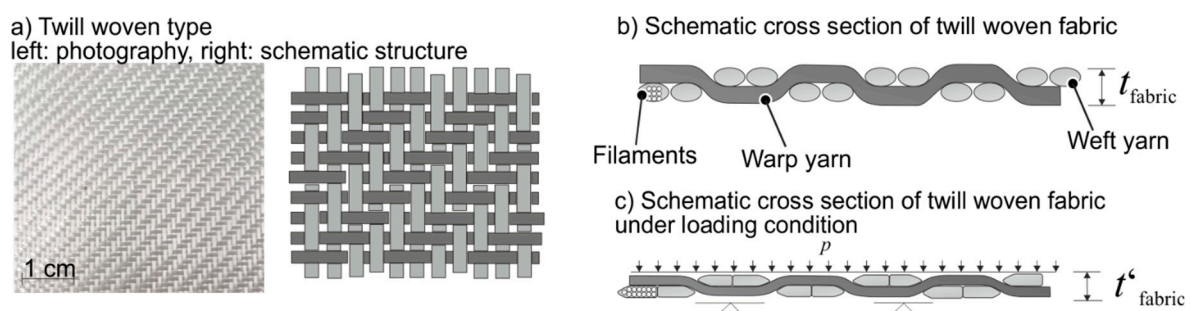 a) Twill woven type
left: photography, right: schematic structure
1 cm
b) Schematic cross section of twill woven fabric
t fabric
Filaments
Warp yarn
Weft yarn
c) Schematic cross section of twill woven fabric
under loading condition
p
t‘ fabric